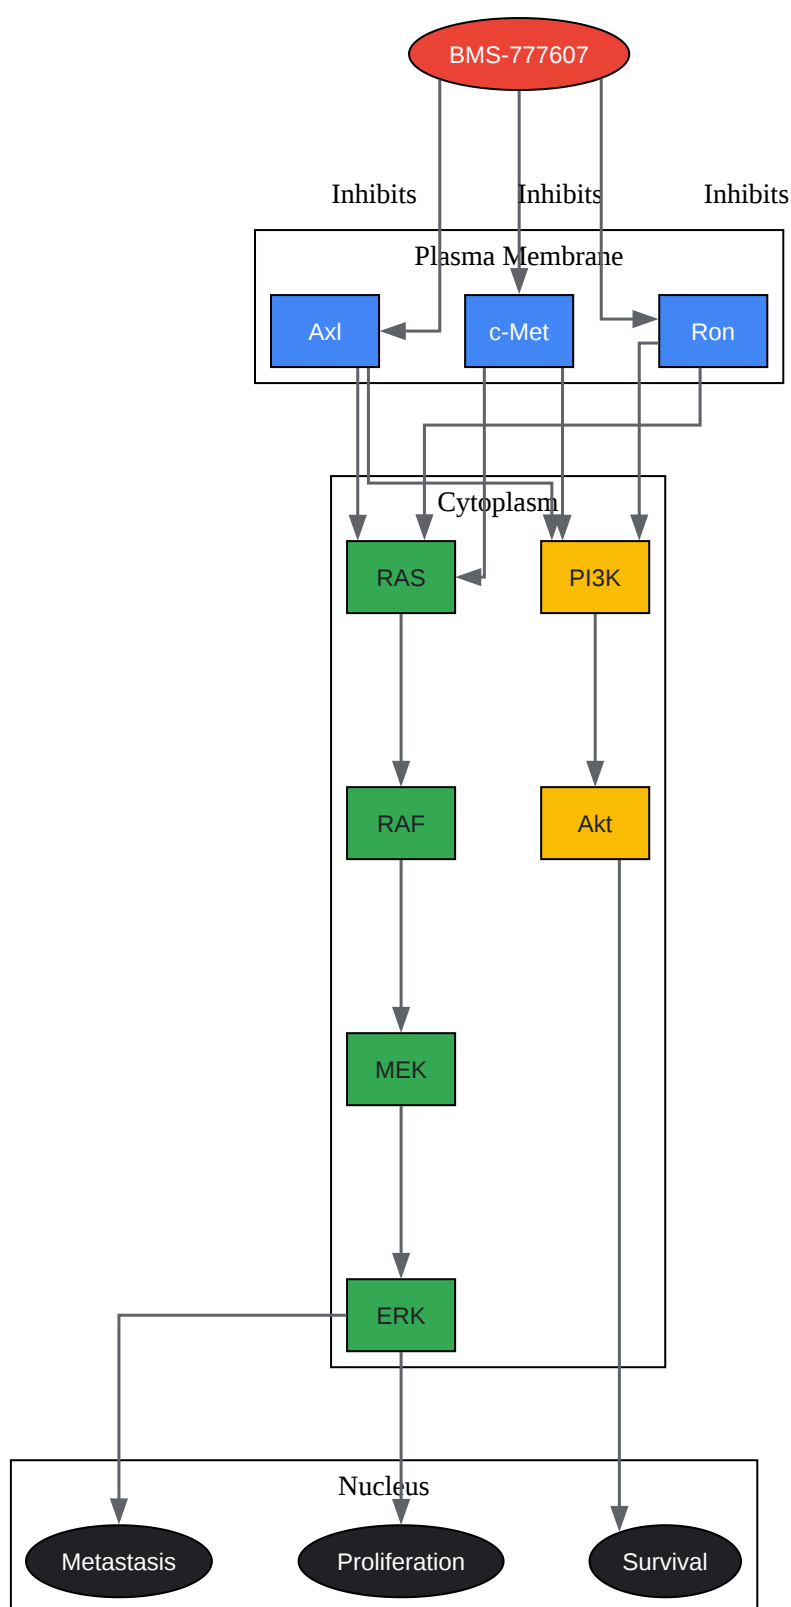 BMS-777607
Inhibits
Inhibits
Inhibits
Plasma Membrane
Axl
c-Met
Ron
Cytoplasm
RAS
PI3K
RAF
Akt
MEK
ERK
Nucleus
Metastasis
Proliferation
Survival